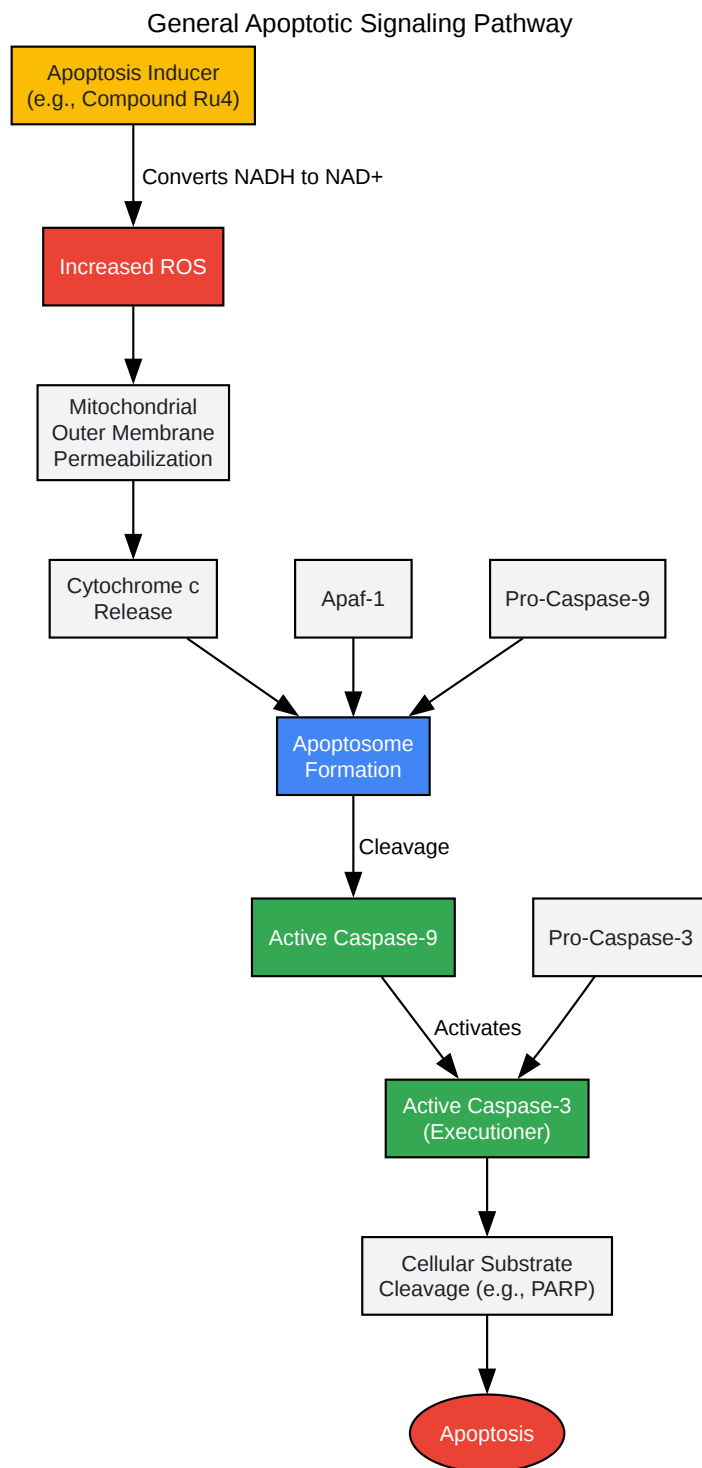 General Apoptotic Signaling Pathway
Apoptosis Inducer
(e.g., Compound Ru4)
Converts NADH to NAD+
Increased ROS
Mitochondrial
Outer Membrane
Permeabilization
Cytochrome c
Release
Apaf-1
Pro-Caspase-9
Apoptosome
Formation
Cleavage
Active Caspase-9
Pro-Caspase-3
Activates
Active Caspase-3
(Executioner)
Cellular Substrate
Cleavage (e.g., PARP)
Apoptosis